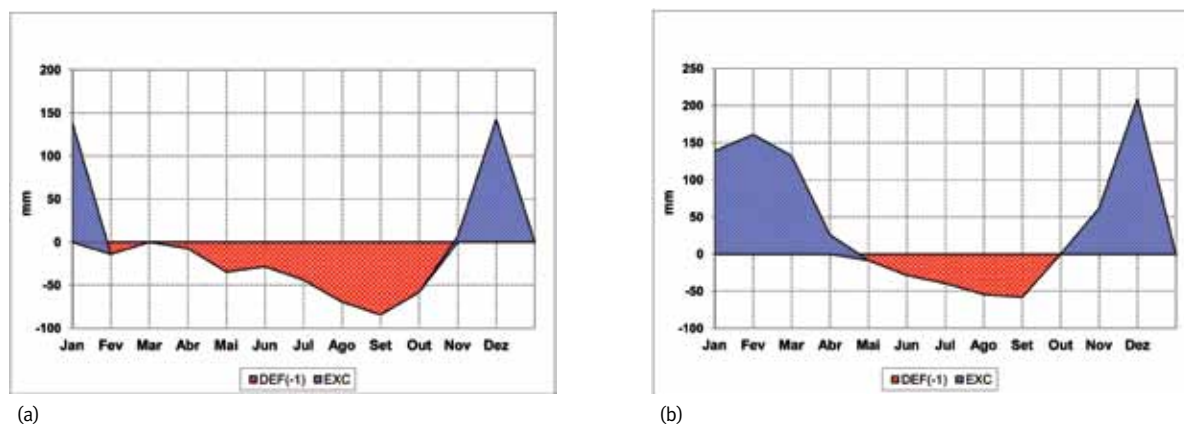 200
150
100
50
0
-50
-100
mm
Jan Fev Mar Abr Mai Jun Jul Ago Set Out Nov Dez
DEF(-1) EXC
(a)
250
200
150
100
50
0
-50
-100
mm
Jan Fev Mar Abr Mai Jun Jul Ago Set Out Nov Dez
DEF(-1) EXC
(b)